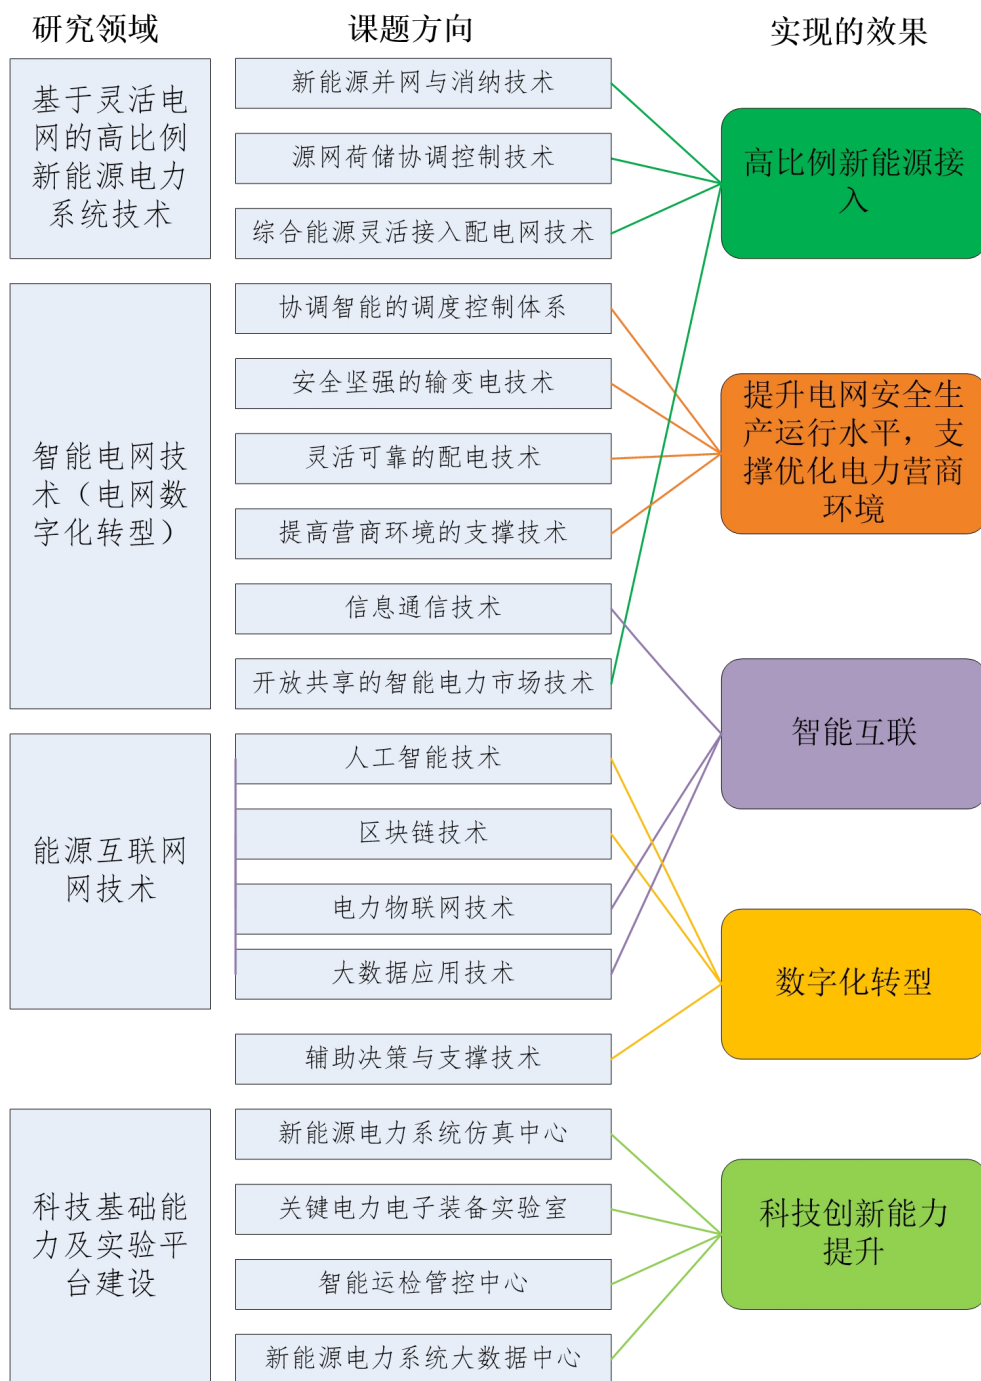 研究领域
课题方向
实现的效果
基于灵活电
网的高比例
新能源电力
系统技术
新能源并网与消纳技术
源网荷储协调控制技术
综合能源灵活接入配电网技术
高比例新能源接
入
智能电网技
术（电网数
字化转型）
协调智能的调度控制体系
安全坚强的输变电技术
灵活可靠的配电技术
提高营商环境的支撑技术
信息通信技术
开放共享的智能电力市场技术
提升电网安全生
产运行水平，支
撑优化电力营商
环境
智能互联
能源互联网
网技术
人工智能技术
区块链技术
电力物联网技术
大数据应用技术
辅助决策与支撑技术
数字化转型
科技基础能
力及实验平
台建设
新能源电力系统仿真中心
关键电力电子装备实验室
智能运检管控中心
新能源电力系统大数据中心
科技创新能力
提升